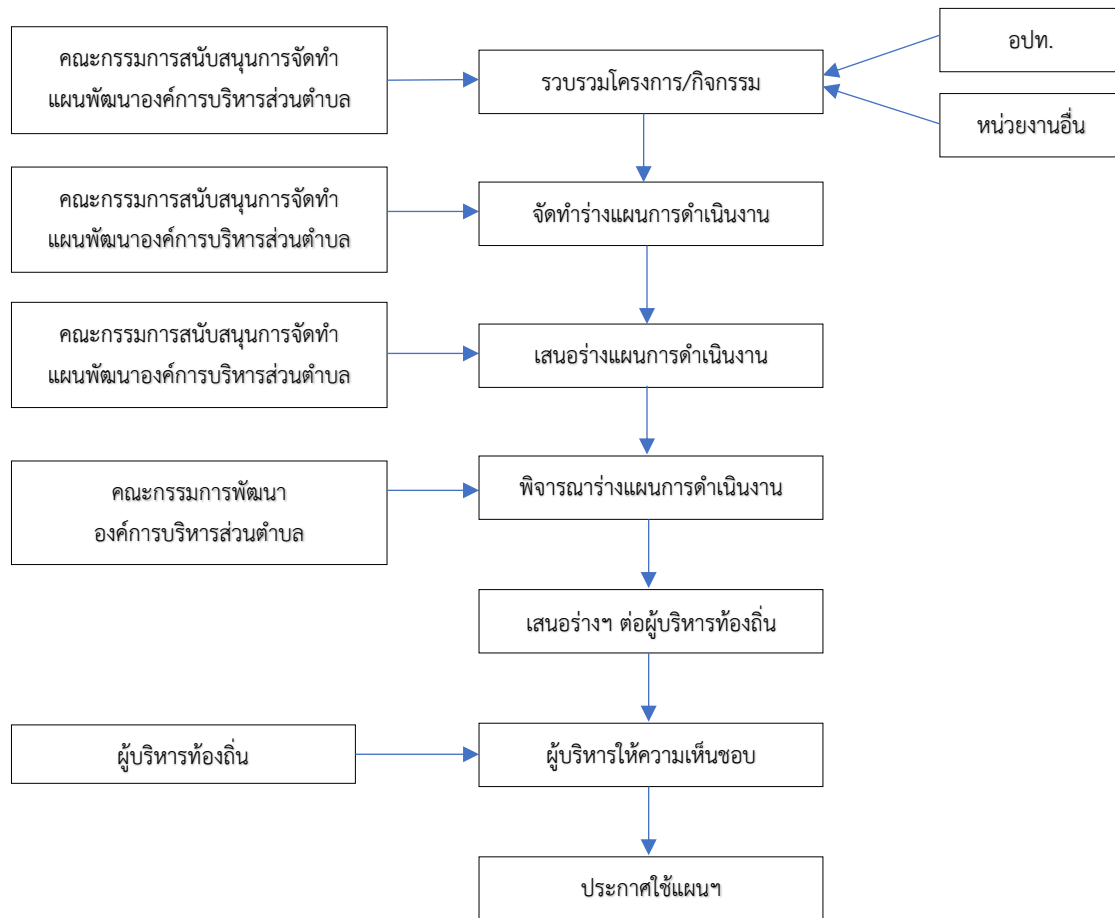 คณะกรรมการสนับสนุนการจัดทำ
แผนพัฒนาองค์การบริหารส่วนตำบล
รวบรวมโครงการ/กิจกรรม
อปท.
หน่วยงานอื่น
คณะกรรมการสนับสนุนการจัดทำ
แผนพัฒนาองค์การบริหารส่วนตำบล
จัดทำร่างแผนการดำเนินงาน
คณะกรรมการสนับสนุนการจัดทำ
แผนพัฒนาองค์การบริหารส่วนตำบล
เสนอร่างแผนการดำเนินงาน
คณะกรรมการพัฒนา
องค์การบริหารส่วนตำบล
พิจารณาร่างแผนการดำเนินงาน
เสนอร่างฯ ต่อผู้บริหารท้องถิ่น
ผู้บริหารท้องถิ่น
ผู้บริหารให้ความเห็นชอบ
ประกาศใช้แผนฯ